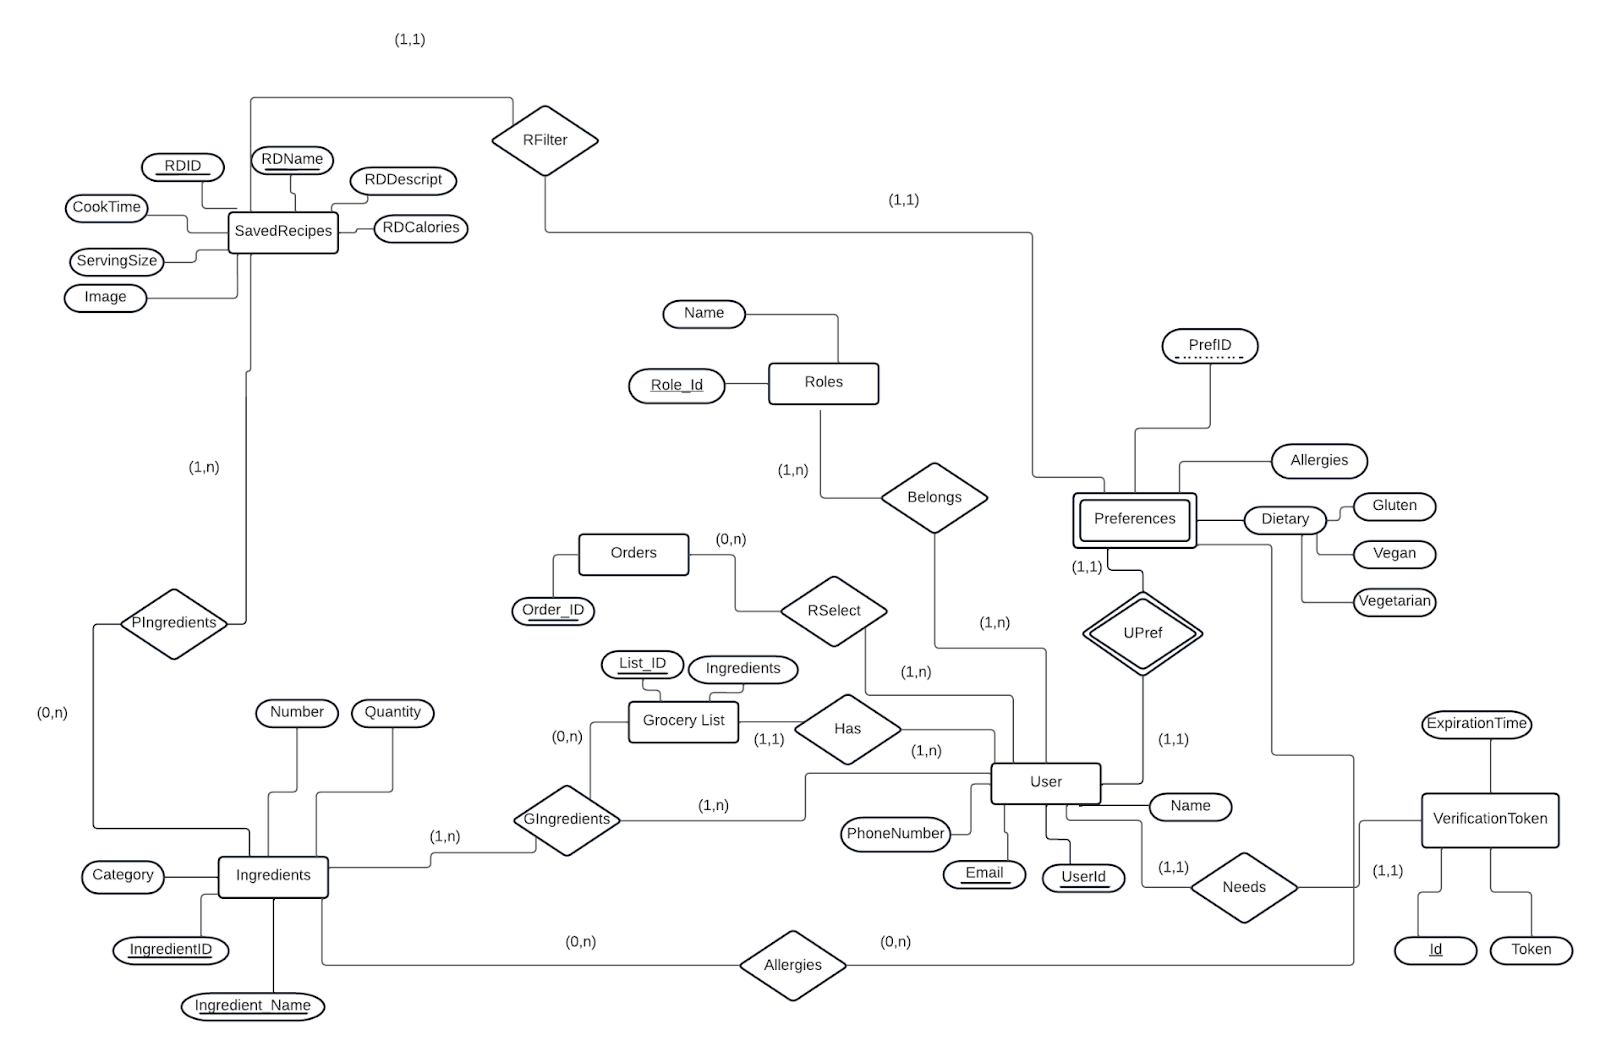 (1,1)
RFilter
RDID
RDName
RDDescript
CookTime
SavedRecipes
RDCalories
(1,1)
ServingSize
Image
Name
PrefID
Roles
Role_Id
Allergies
(1,n)
(1,n)
Belongs
Preferences
Dietary
Gluten
Vegan
Vegetarian
(0,n)
Orders
(1,1)
Order_ID
RSelect
PIngredients
(1,n)
UPref
List_ID
Ingredients
(1,n)
(0,n)
Number
Quantity
Grocery List
Has
(0,n)
(1,1)
(1,n)
(1,1)
ExpirationTime
User
(1,n)
Name
GIngredients
VerificationToken
PhoneNumber
(1,n)
Category
Ingredients
Email
UserId
(1,1)
Needs
(1,1)
IngredientID
(0,n)
(0,n)
Id
Token
Allergies
Ingredient_Name